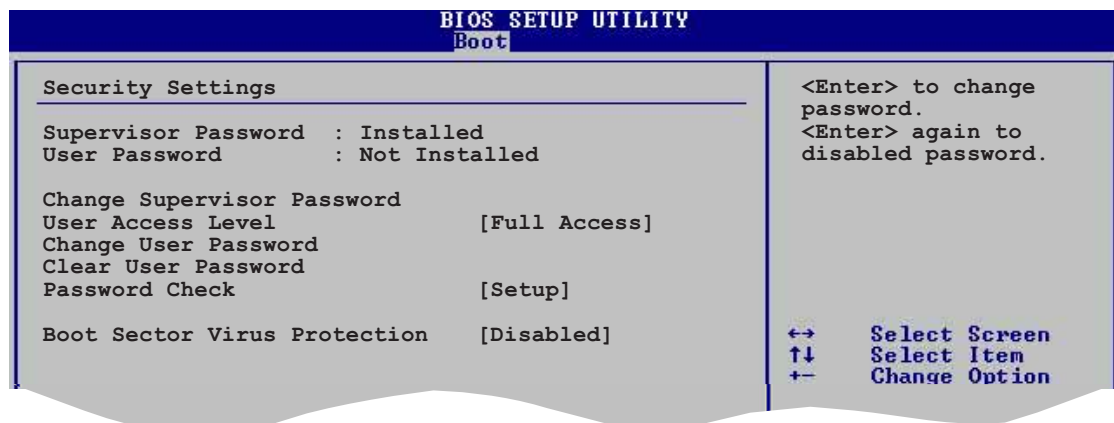 BIOS SETUP UTILITY
Boot
Security Settings
Supervisor Password : Installed
User Password : Not Installed
Change Supervisor Password
User Access Level [Full Access]
Change User Password
Clear User Password
Password Check [Setup]
Boot Sector Virus Protection [Disabled]
<Enter> to change
password.
<Enter> again to
disabled password.
↔ Select Screen
↑↓ Select Item
+- Change Option